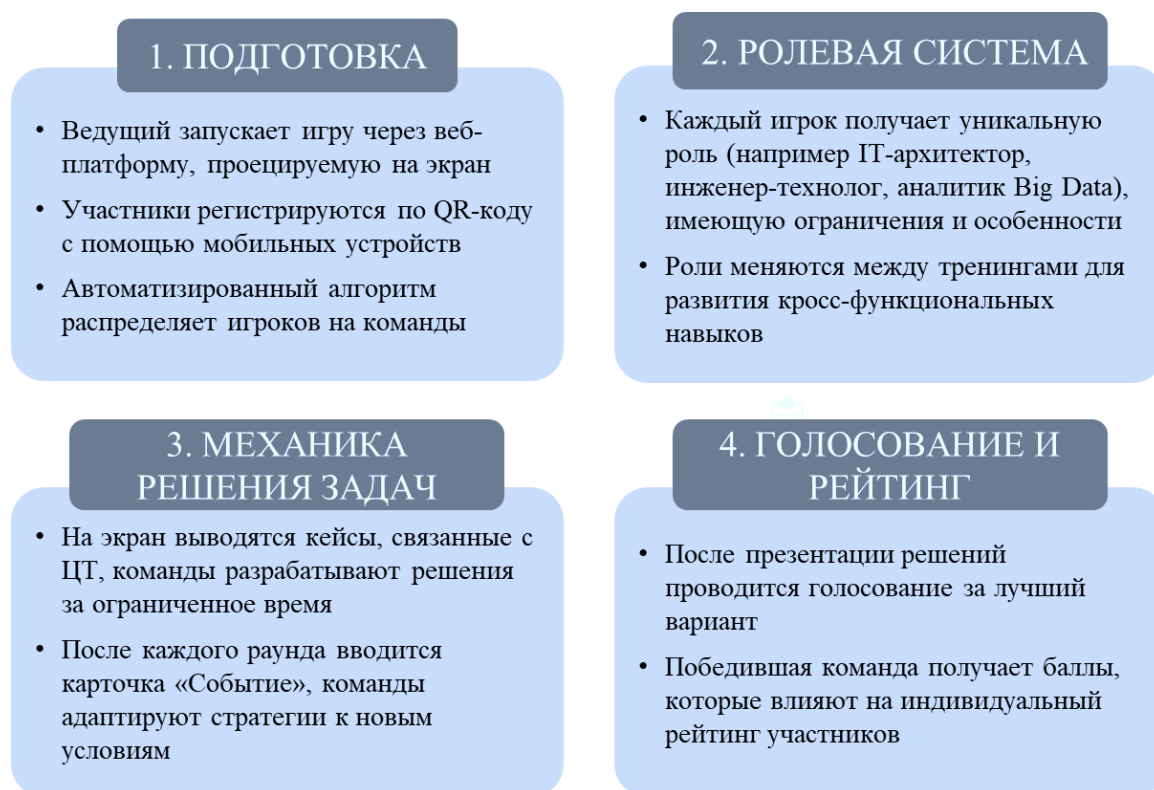 1. ПОДГОТОВКА
• Ведущий запускает игру через веб-
платформу, проецируемую на экран
• Участники регистрируются по QR-коду
с помощью мобильных устройств
• Автоматизированный алгоритм
распределяет игроков на команды
2. РОЛЕВАЯ СИСТЕМА
• Каждый игрок получает уникальную
роль (например IT-архитектор,
инженер-технолог, аналитик Big Data),
имеющую ограничения и особенности
• Роли меняются между тренингами для
развития кросс-функциональных
навыков
3. МЕХАНИКА
РЕШЕНИЯ ЗАДАЧ
• На экран выводятся кейсы, связанные с
ЦТ, команды разрабатывают решения
за ограниченное время
• После каждого раунда вводится
карточка «Событие», команды
адаптируют стратегии к новым
условиям
4. ГОЛОСОВАНИЕ И
РЕЙТИНГ
• После презентации решений
проводится голосование за лучший
вариант
• Победившая команда получает баллы,
которые влияют на индивидуальный
рейтинг участников